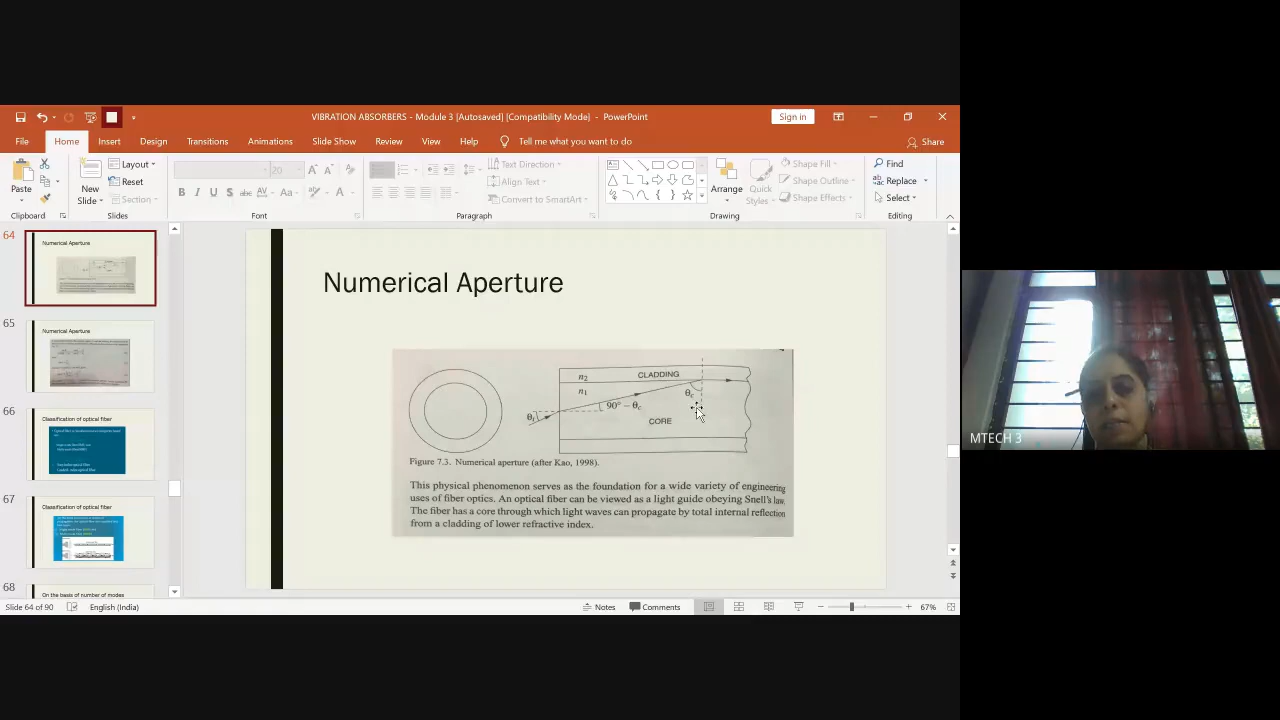 VIBRATION ABSORBERS - Module 3 [Autosaved] [Compatibility Mode] - PowerPoint
Sign in
File Home Insert Design Transitions Animations Slide Show Review View Help Tell me what you want to do
Share
Paste
Clipboard
New Slide
Layout
Reset
Section
Slides
20
Font
Text Direction
Align Text
Convert to SmartArt
Paragraph
Arrange
Quick Styles
Shape Fill
Shape Outline
Shape Effects
Drawing
Find
Replace
Select
Editing
64
Numerical Aperture
65
Numerical Aperture
66
Classification of optical fiber
67
Classification of optical fiber
68
On the basis of number of modes
Numerical Aperture
n₂ CLADDING
n₁
θc
θi
90° − θc
CORE
Figure 7.3. Numerical aperture (after Kao, 1998).
This physical phenomenon serves as the foundation for a wide variety of engineering
uses of fiber optics. An optical fiber can be viewed as a light guide obeying Snell's law.
The fiber has a core through which light waves can propagate by total internal reflection
from a cladding of lower refractive index.
MTECH 3
Slide 64 of 90 English (India)
Notes Comments 67%